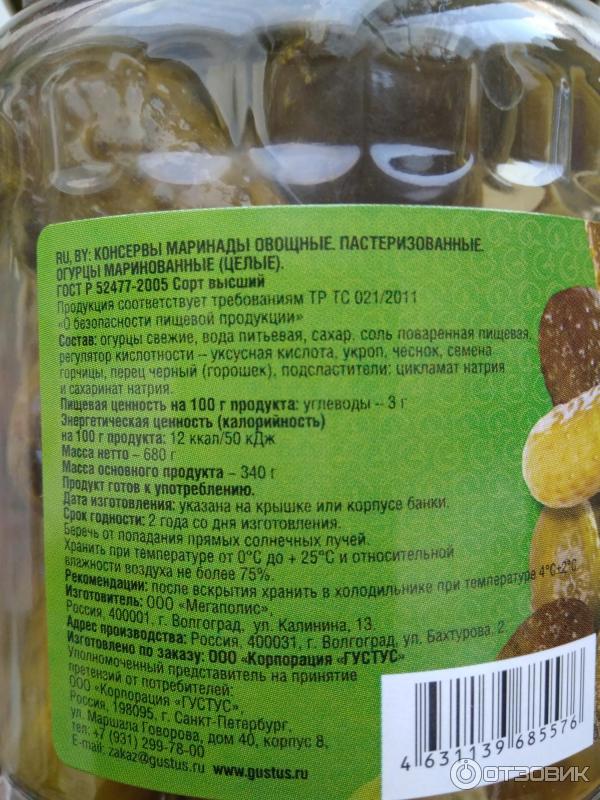 RU, BY: КОНСЕРВЫ МАРИНАДЫ ОВОЩНЫЕ. ПАСТЕРИЗОВАННЫЕ.
ОГУРЦЫ МАРИНОВАННЫЕ (ЦЕЛЫЕ).
ГОСТ Р 52477-2005 Сорт высший
Продукция соответствует требованиям ТР ТС 021/2011
«О безопасности пищевой продукции»
Состав: огурцы свежие, вода питьевая, сахар, соль поваренная пищевая,
регулятор кислотности – уксусная кислота, укроп, чеснок, семена
горчицы, перец черный (горошек), подсластители: цикламат натрия
и сахаринат натрия.
Пищевая ценность на 100 г продукта: углеводы – 3 г
Энергетическая ценность (калорийность)
на 100 г продукта: 12 ккал/50 кДж
Масса нетто – 680 г
Масса основного продукта – 340 г
Продукт готов к употреблению.
Дата изготовления: указана на крышке или корпусе банки.
Срок годности: 2 года со дня изготовления.
Беречь от попадания прямых солнечных лучей.
Хранить при температуре от 0°C до + 25°C и относительной
влажности воздуха не более 75%.
Рекомендации: после вскрытия хранить в холодильнике при температуре 4°C±2°C
Изготовитель: ООО «Мегаполис»,
Россия, 400001, г. Волгоград, ул. Калинина, 13.
Адрес производства: Россия, 400031, г. Волгоград, ул. Бахтурова, 2
Изготовлено по заказу: ООО «Корпорация "ГУСТУС»
Уполномоченный представитель на принятие
претензий от потребителей:
ООО «Корпорация "ГУСТУС»,
Россия, 198095, г. Санкт-Петербург,
ул. Маршала Говорова, дом 40, корпус 8,
тел: +7 (931) 299-78-00
E-mail: zakaz@gustus.ru www.gustus.ru
4 631139 685576
ОТЗОВИК